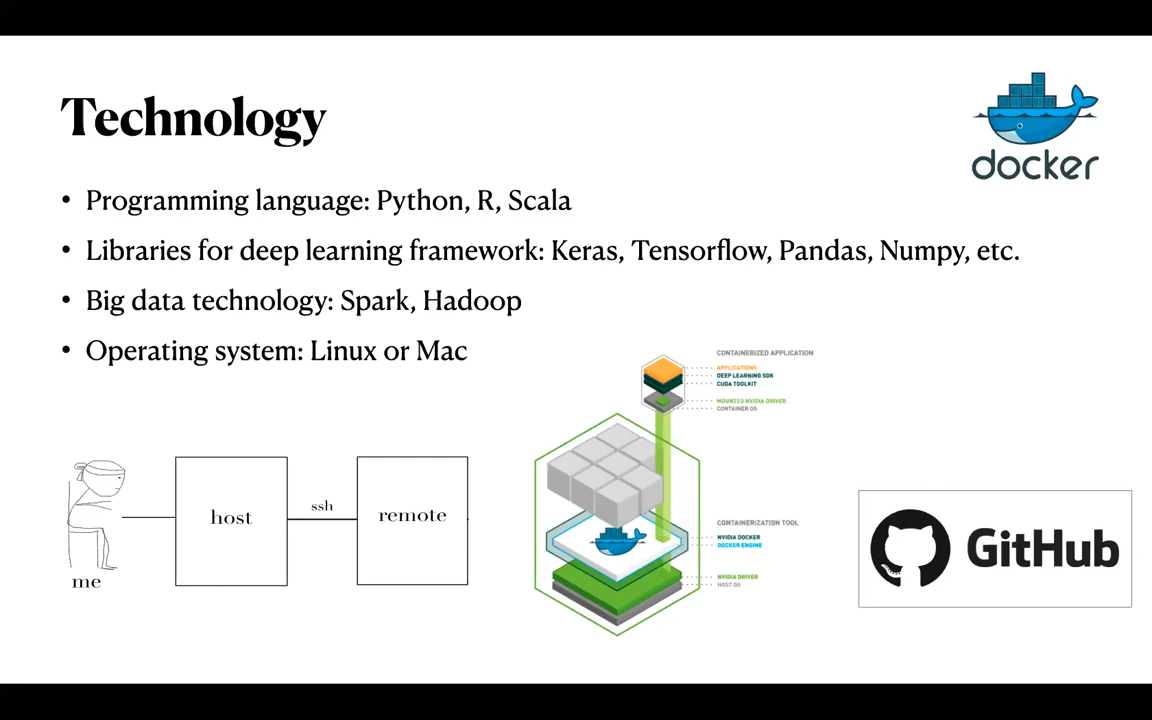 Technology
docker
• Programming language: Python, R, Scala
• Libraries for deep learning framework: Keras, Tensorflow, Pandas, Numpy, etc.
• Big data technology: Spark, Hadoop
• Operating system: Linux or Mac
CONTAINERIZED APPLICATION
APPLICATIONS
DEEP LEARNING SDK
CUDA TOOLKIT
MOUNTED NVIDIA DRIVER
CONTAINER OS
me
host
ssh
remote
CONTAINERIZATION TOOL
NVIDIA DOCKER
DOCKER ENGINE
NVIDIA DRIVER
HOST OS
GitHub